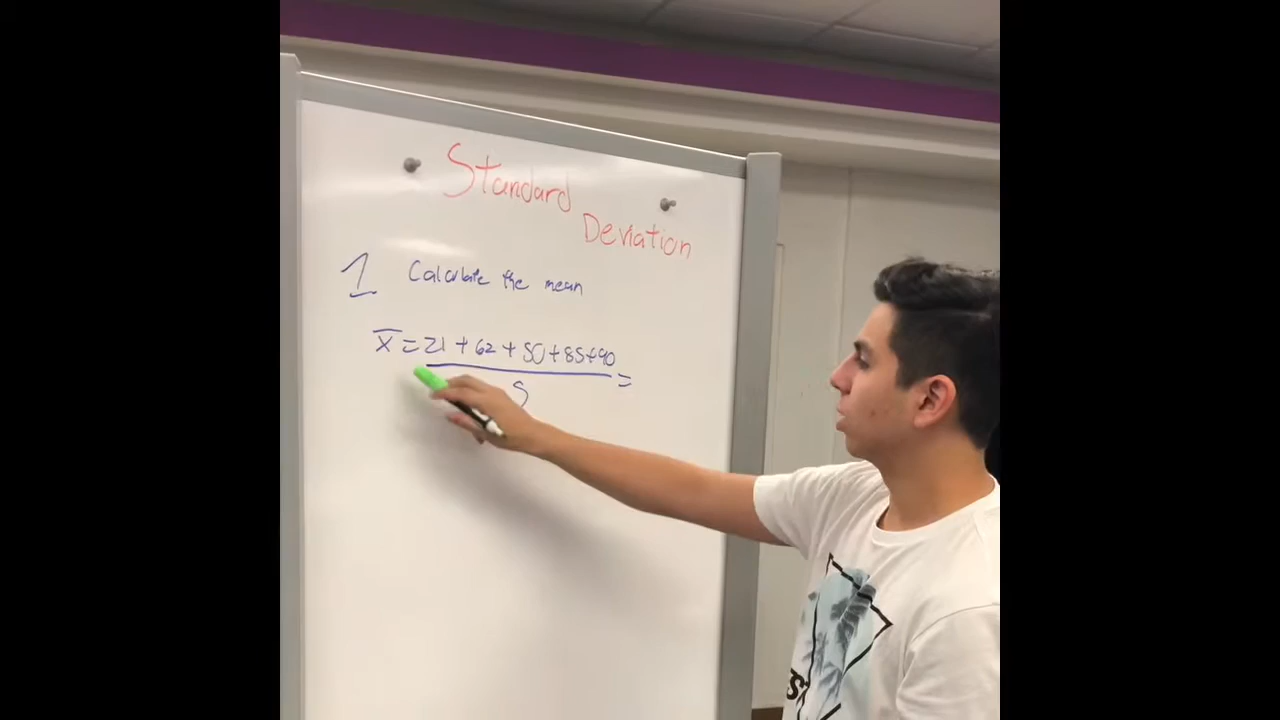 Standard
Deviation
1 Calculate the mean
x̅ = 21 + 62 + 50 + 85 + 90
5
=